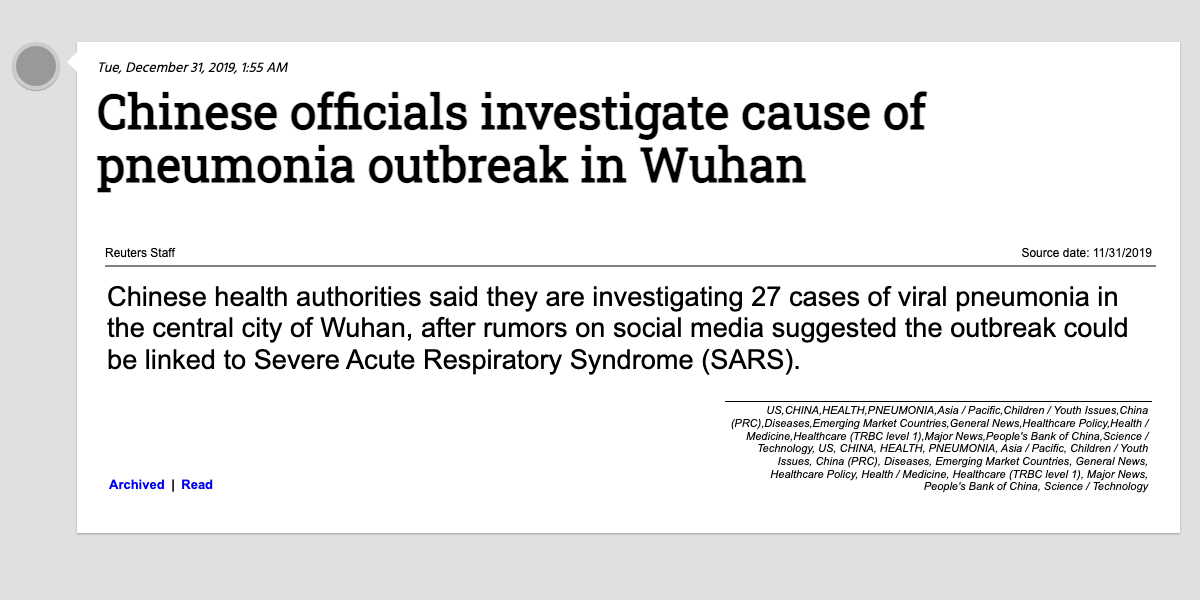 Tue, December 31, 2019, 1:55 AM
Chinese officials investigate cause of
pneumonia outbreak in Wuhan
Reuters Staff
Source date: 11/31/2019
Chinese health authorities said they are investigating 27 cases of viral pneumonia in
the central city of Wuhan, after rumors on social media suggested the outbreak could
be linked to Severe Acute Respiratory Syndrome (SARS).
US,CHINA,HEALTH,PNEUMONIA,Asia / Pacific,Children / Youth Issues,China
(PRC),Diseases,Emerging Market Countries,General News,Healthcare Policy,Health /
Medicine,Healthcare (TRBC level 1),Major News,People's Bank of China,Science /
Technology, US, CHINA, HEALTH, PNEUMONIA, Asia / Pacific, Children / Youth
Issues, China (PRC), Diseases, Emerging Market Countries, General News,
Healthcare Policy, Health / Medicine, Healthcare (TRBC level 1), Major News,
People's Bank of China, Science / Technology
Archived | Read